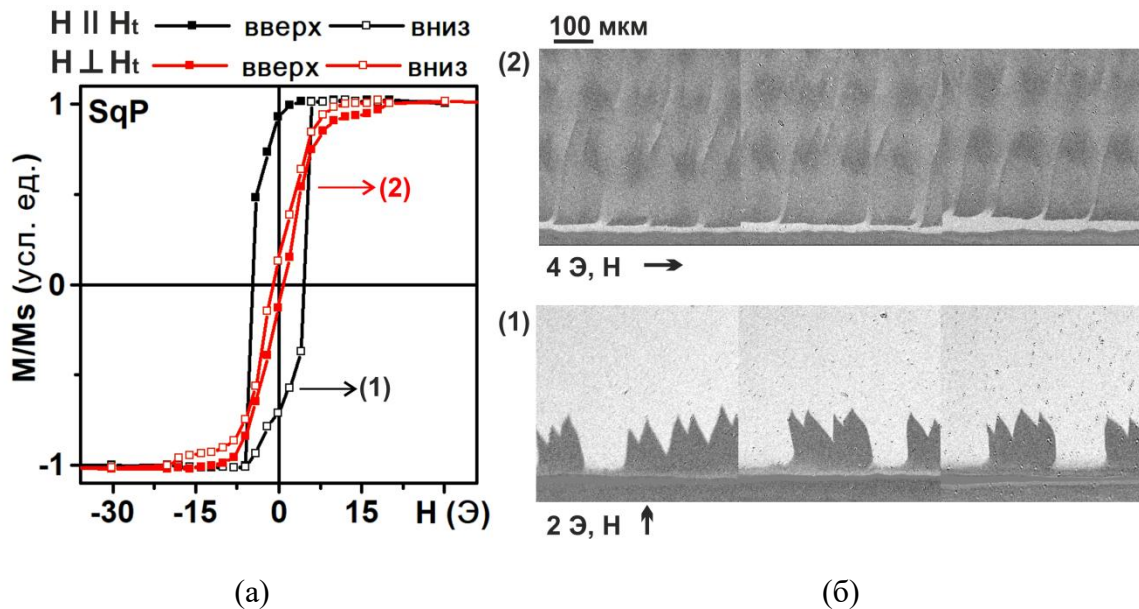 H || Ht вверх вниз
H ⊥ Ht вверх вниз
SqP
M/Ms (усл. ед.)
1
0
-1
(2)
(1)
-30 -15 0 15 H (Э)
(а)
100 мкм
(2)
4 Э, H →
(1)
2 Э, H ↑
(б)